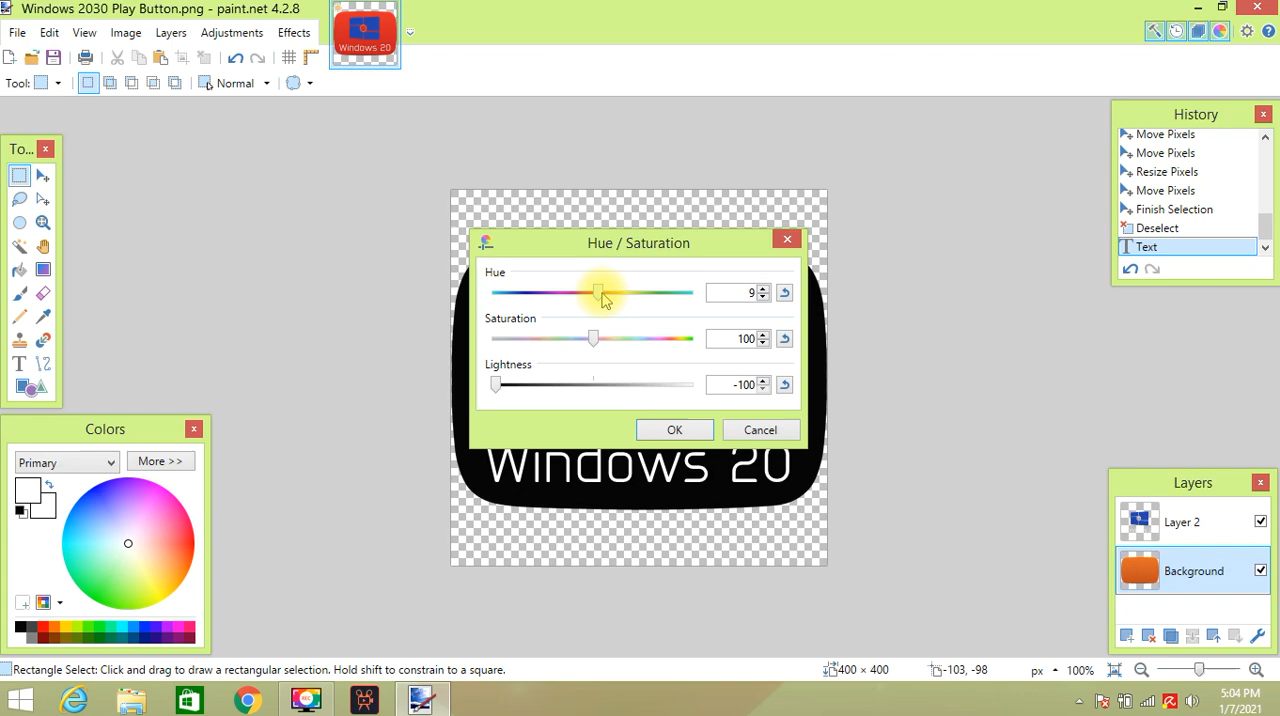 Windows 2030 Play Button.png - paint.net 4.2.8
File Edit View Image Layers Adjustments Effects
Windows 20
Tool: Normal
To...
History
Move Pixels
Move Pixels
Resize Pixels
Move Pixels
Finish Selection
Deselect
Text
Hue / Saturation
Hue
9
Saturation
100
Lightness
-100
OK Cancel
Windows 20
Colors
Primary More >>
Layers
Layer 2
Background
Rectangle Select: Click and drag to draw a rectangular selection. Hold shift to constrain to a square.
400 × 400 -103, -98 px 100%
REC
5:04 PM
1/7/2021